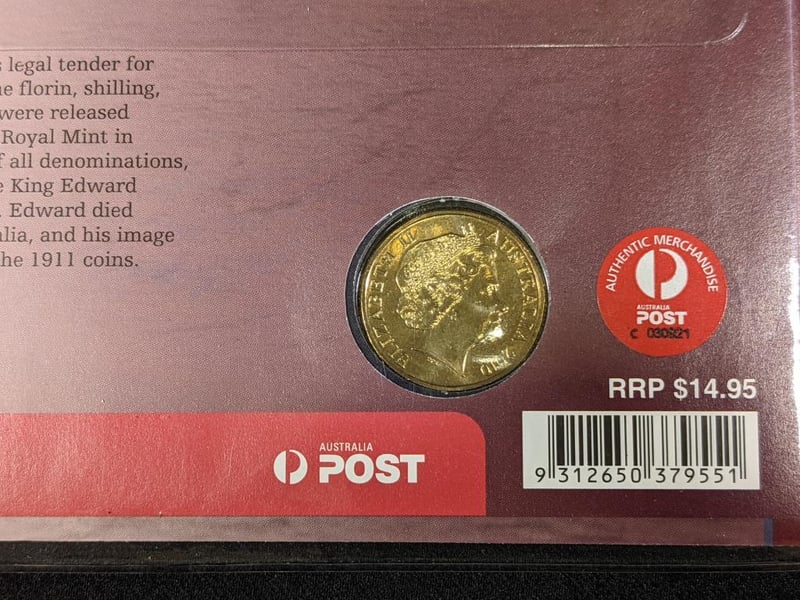 s legal tender for
e florin, shilling,
were released
Royal Mint in
f all denominations,
e King Edward
. Edward died
alia, and his image
he 1911 coins.
ELIZABETH II AUSTRALIA 2010
AUTHENTIC MERCHANDISE
AUSTRALIA
POST
RRP $14.95
AUSTRALIA
POST
9 312650 379551